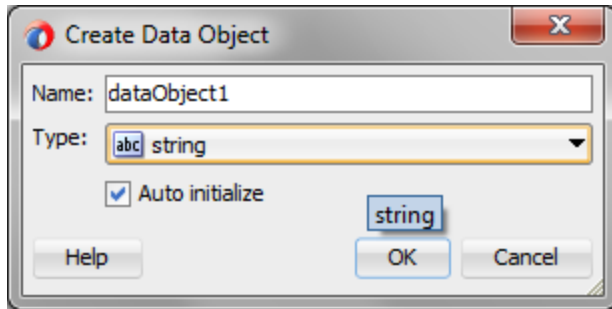 Create Data Object
Name: dataObject1
Type: abc string
Auto initialize
string
Help OK Cancel